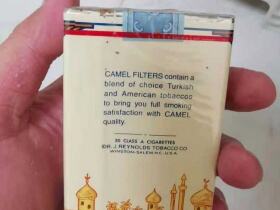 CAMEL FILTERS contain a
blend of choice Turkish
and American tobaccos
to bring you full smoking
satisfaction with CAMEL
quality.
20 CLASS A CIGARETTES
©R.J. REYNOLDS TOBACCO CO
WINSTON-SALEM, N.C., U.S.A.